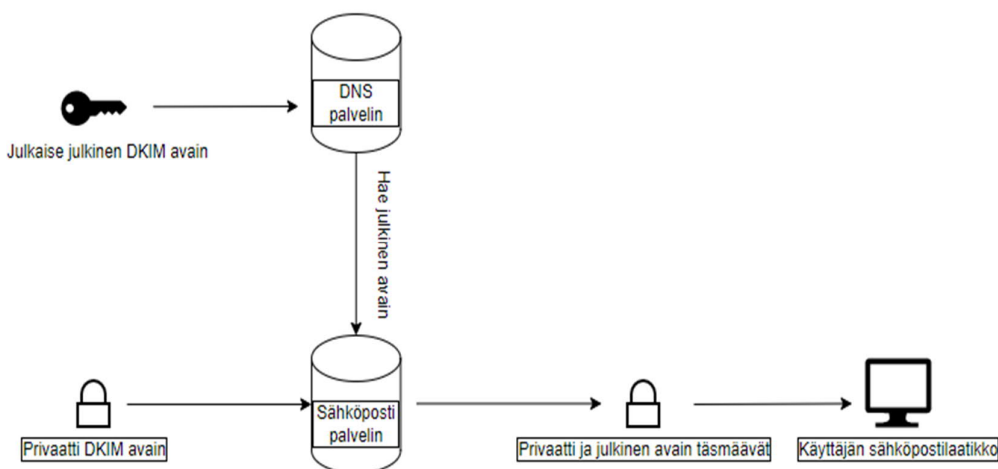 DNS
palvelin
Julkaise julkinen DKIM avain
Hae julkinen avain
Privaatti DKIM avain
Sähköposti
palvelin
Privaatti ja julkinen avain täsmäävät
Käyttäjän sähköpostilaatikko